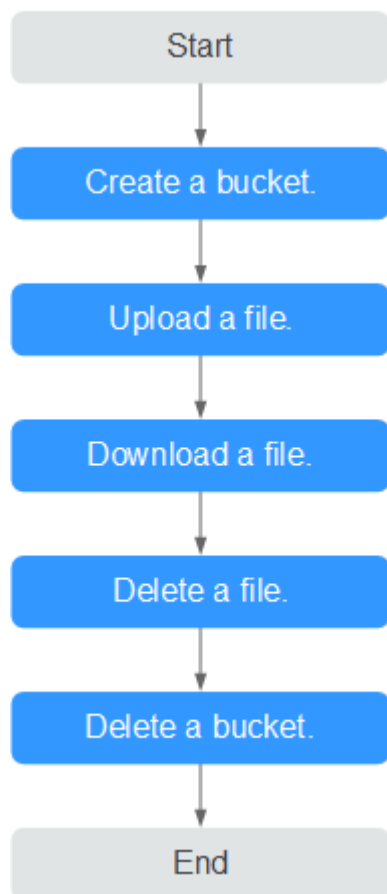 Start
Create a bucket.
Upload a file.
Download a file.
Delete a file.
Delete a bucket.
End